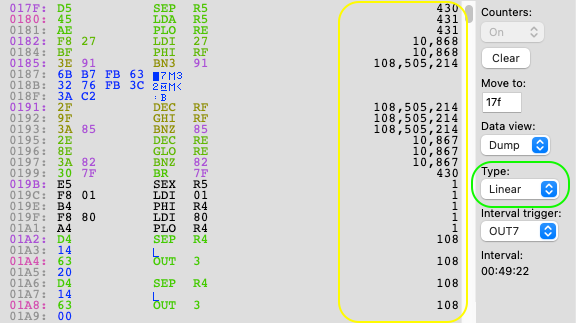 017F: D5 SEP R5 430
0180: 45 LDA R5 431
0181: AE PLO RE 431
0182: F8 27 LDI 27 10,868
0184: BF PHI RF 10,868
0185: 3E 91 BN3 91 108,505,214
0187: 6B B7 FB 63 7M3
018B: 32 76 FB 3C 2 M<
018F: 3A C2 :B
0191: 2F DEC RF 108,505,214
0192: 9F GHI RF 108,505,214
0193: 3A 85 BNZ 85 108,505,214
0195: 2E DEC RE 10,867
0196: 8E GLO RE 10,867
0197: 3A 82 BNZ 82 10,867
0199: 30 7F BR 7F 430
019B: E5 SEX R5 1
019C: F8 01 LDI 01 1
019E: B4 PHI R4 1
019F: F8 80 LDI 80 1
01A1: A4 PLO R4 1
01A2: D4 SEP R4 108
01A3: 14
01A4: 63 OUT 3 108
01A5: 20
01A6: D4 SEP R4 108
01A7: 14
01A8: 63 OUT 3 108
01A9: 00
Counters:
On
Clear
Move to:
17f
Data view:
Dump
Type:
Linear
Interval trigger:
OUT7
Interval:
00:49:22